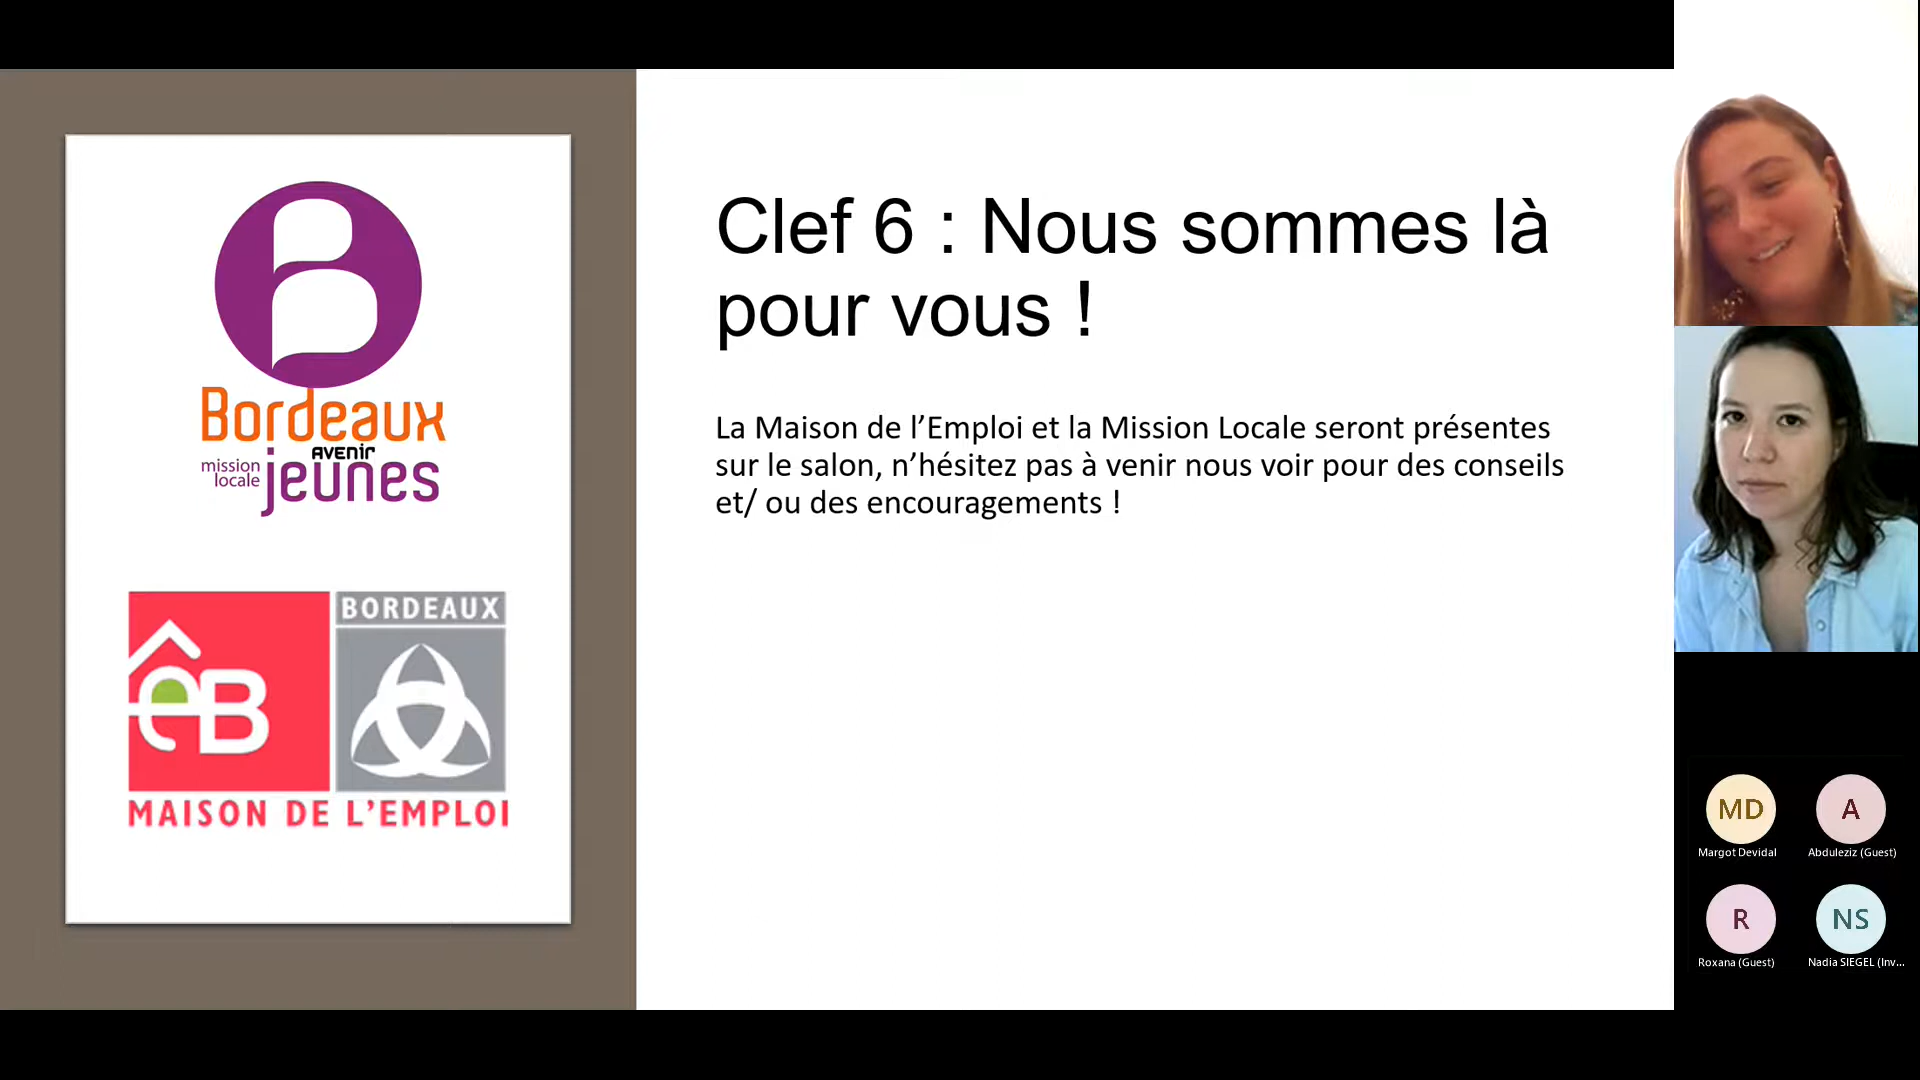 Bordeaux
AVENIR
mission
locale
jeunes
BORDEAUX
êB
MAISON DE L'EMPLOI
Clef 6 : Nous sommes là
pour vous !
La Maison de l’Emploi et la Mission Locale seront présentes
sur le salon, n’hésitez pas à venir nous voir pour des conseils
et/ ou des encouragements !
MD
Margot Devidal
A
Abduleziz (Guest)
R
Roxana (Guest)
NS
Nadia SIEGEL (Inv...